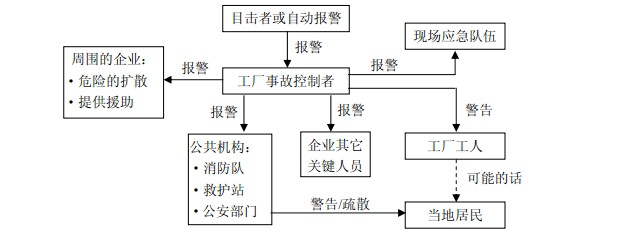 目击者或自动报警
报警
现场应急队伍
周围的企业：
·危险的扩散
·提供援助
报警
工厂事故控制者
报警
报警
报警
警告
公共机构：
·消防队
·救护站
·公安部门
企业其它
关键人员
工厂工人
可能的话
警告/疏散
当地居民